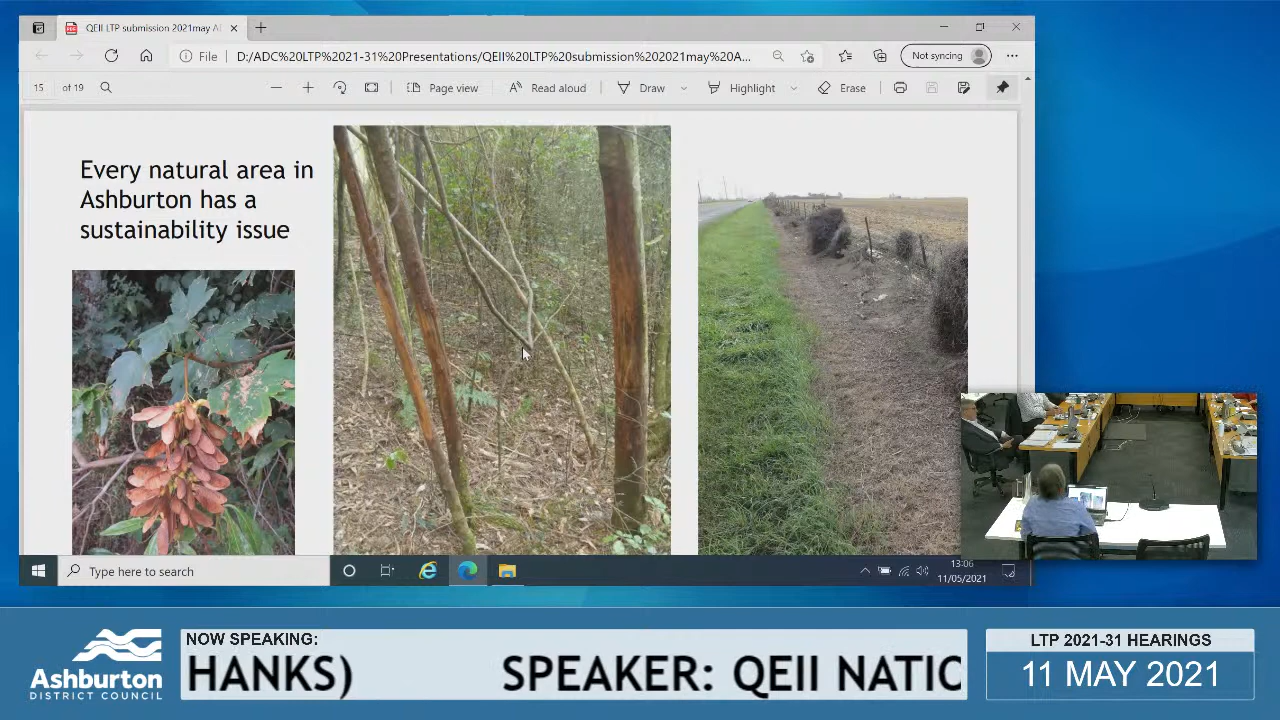 QEII LTP submission 2021may Al
File
D:/ADC%20LTP%2021-31%20Presentations/QEII%20LTP%20submission%202021may%20A...
Not syncing
15 of 19
Page view
Read aloud
Draw
Highlight
Erase
Every natural area in
Ashburton has a
sustainability issue
Type here to search
13:06
11/05/2021
Ashburton
DISTRICT COUNCIL
NOW SPEAKING:
HANKS) SPEAKER: QEII NATIC
LTP 2021-31 HEARINGS
11 MAY 2021